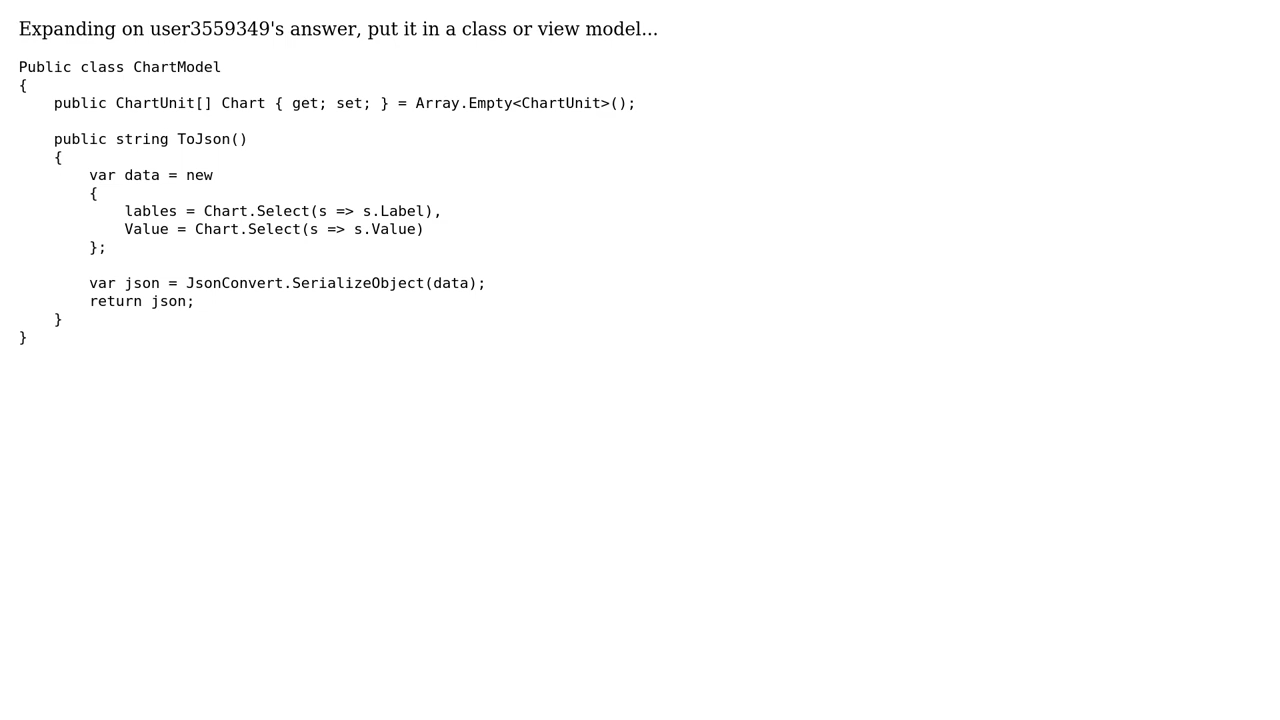 Expanding on user3559349's answer, put it in a class or view model...
Public class ChartModel
{
    public ChartUnit[] Chart { get; set; } = Array.Empty<ChartUnit>();

    public string ToJson()
    {
        var data = new
        {
            lables = Chart.Select(s => s.Label),
            Value = Chart.Select(s => s.Value)
        };

        var json = JsonConvert.SerializeObject(data);
        return json;
    }
}